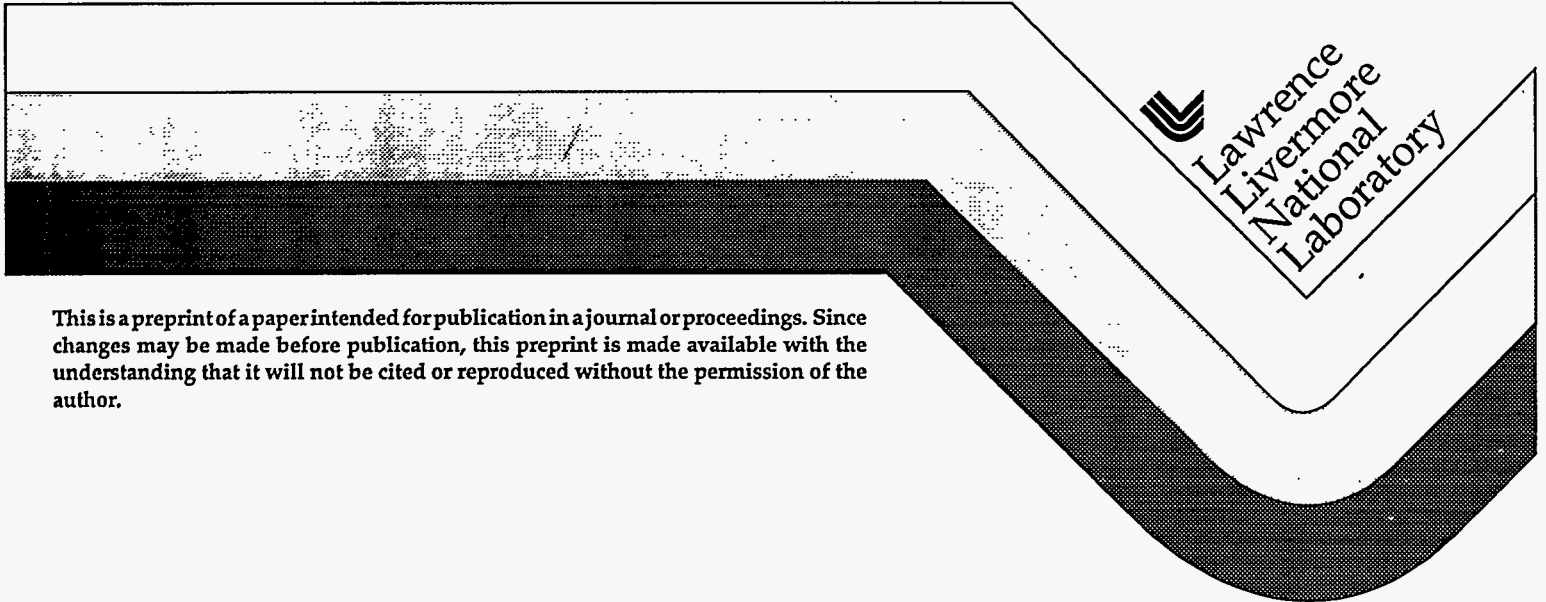 Lawrence
Livermore
National
Laboratory
This is a preprint of a paper intended for publication in a journal or proceedings. Since
changes may be made before publication, this preprint is made available with the
understanding that it will not be cited or reproduced without the permission of the
author.